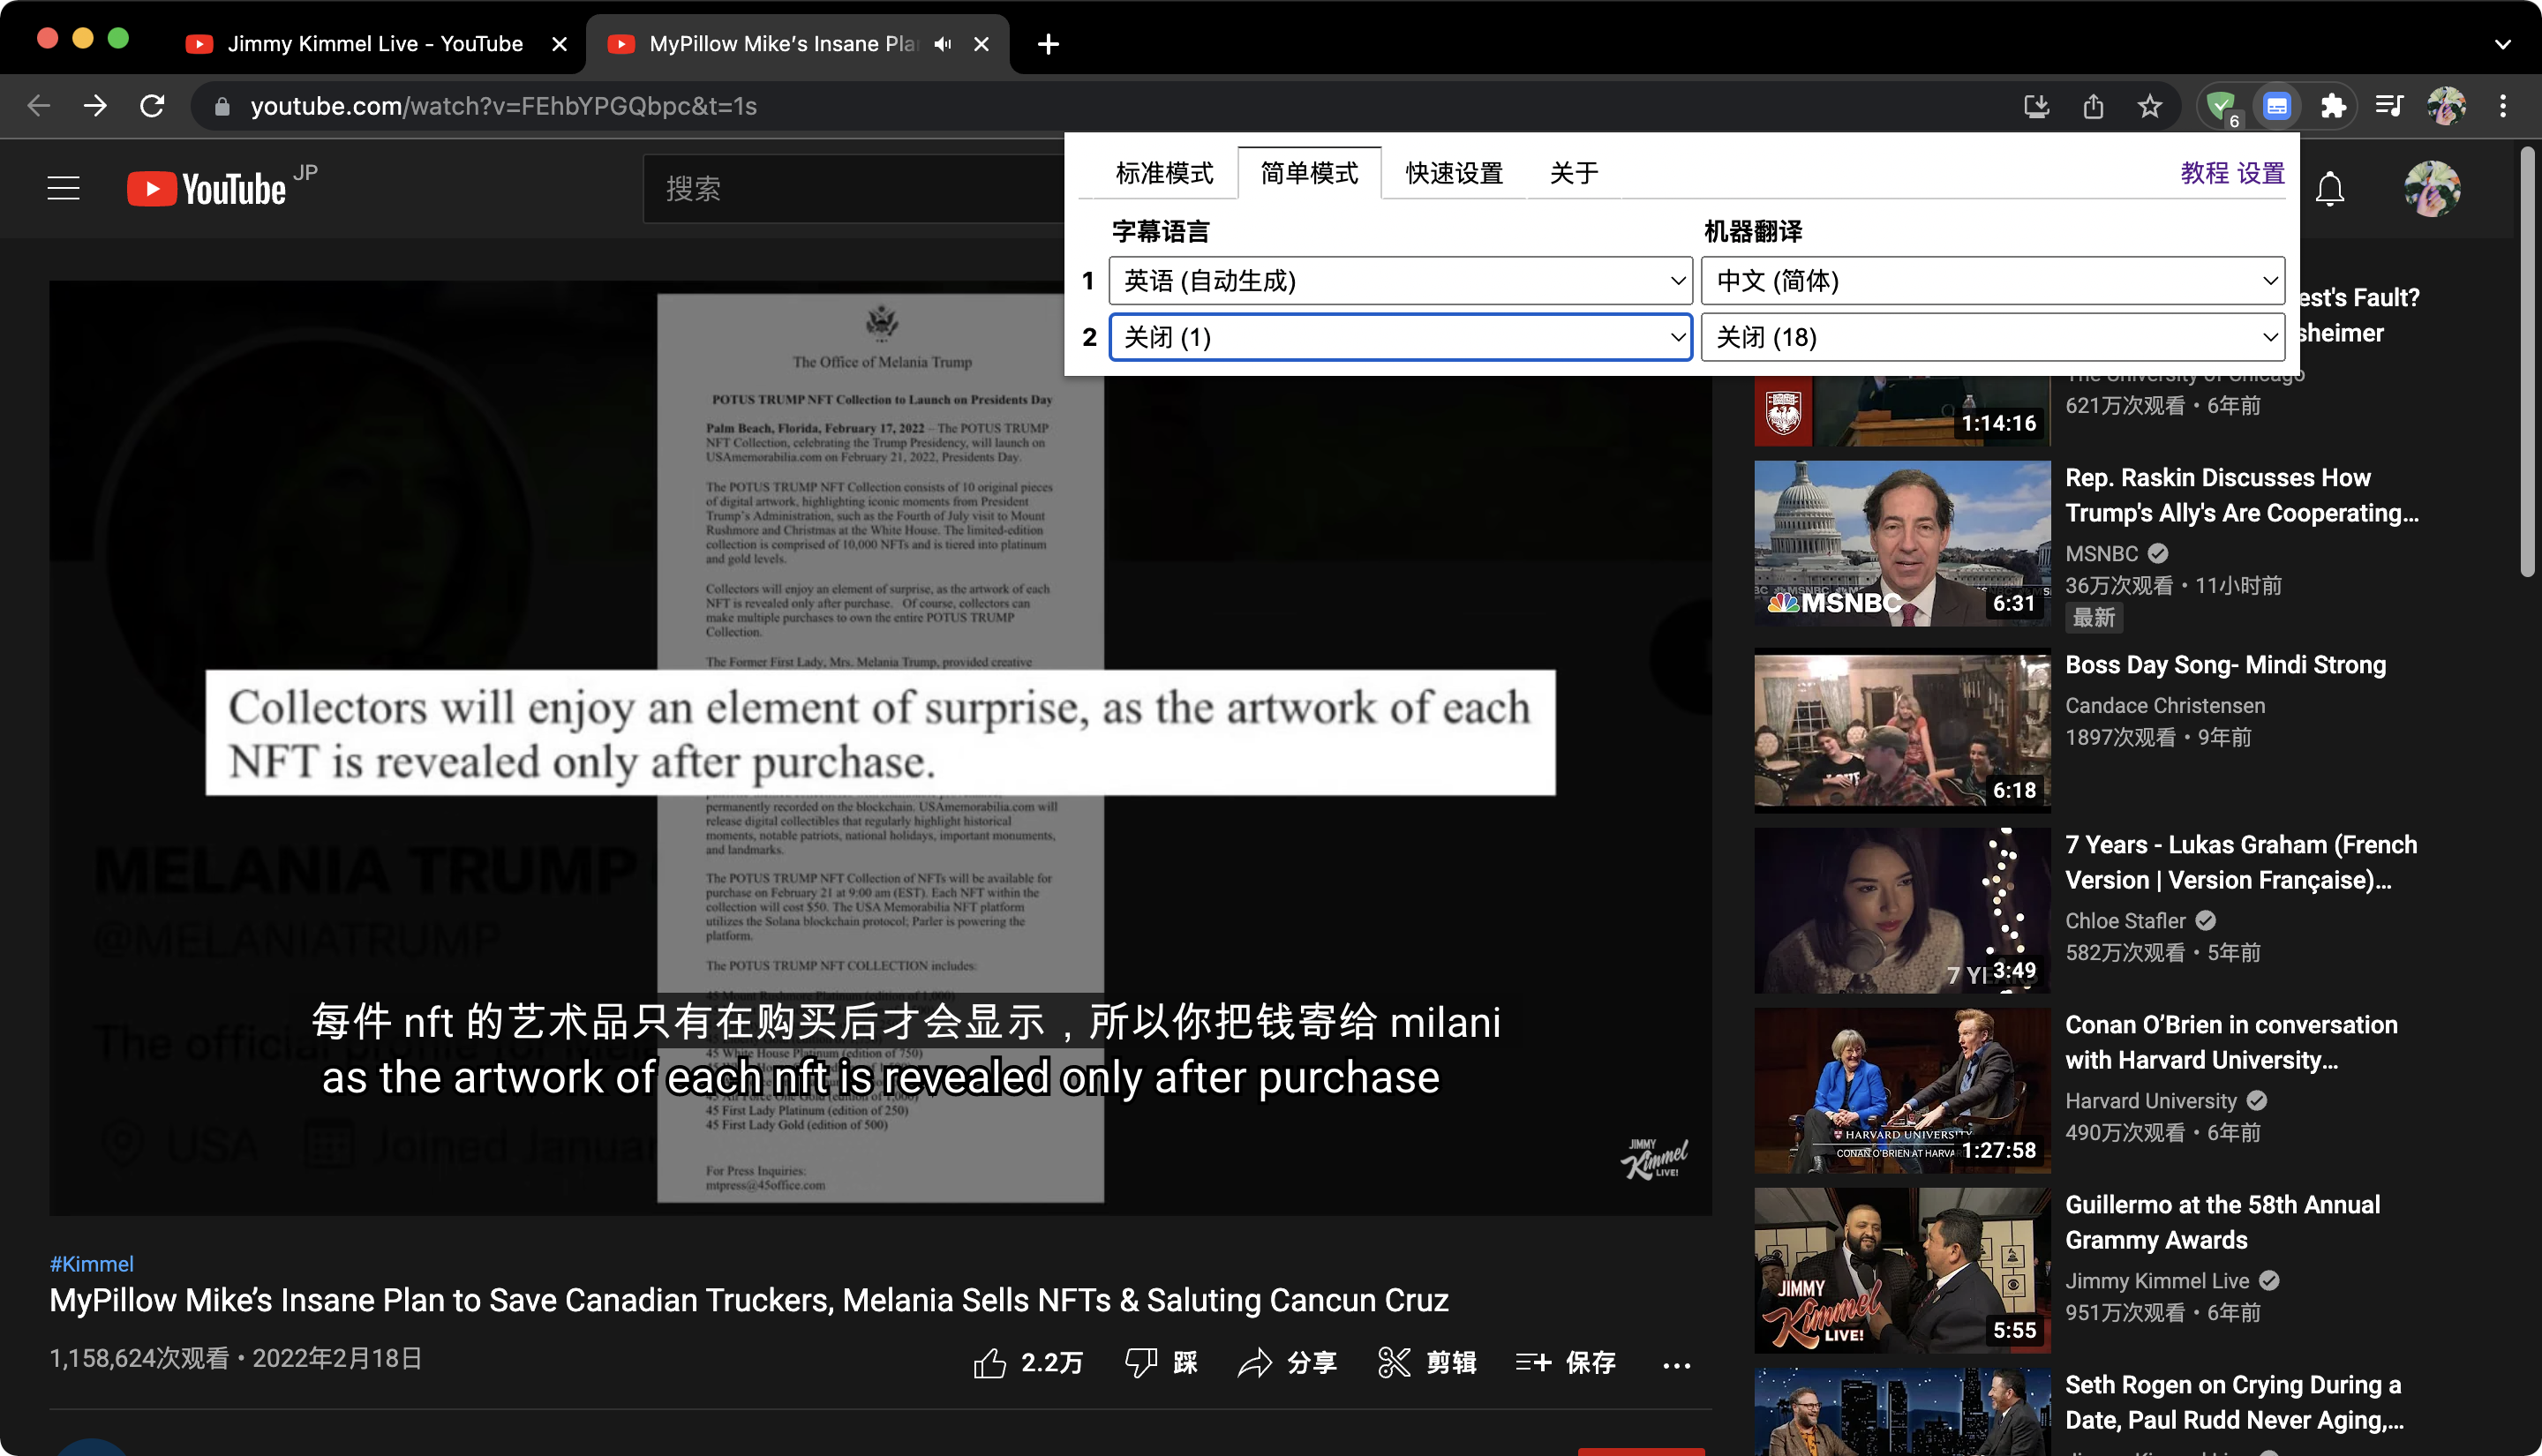 Jimmy Kimmel Live - YouTube
MyPillow Mike's Insane Pla
youtube.com/watch?v=FEhbYPGQbpc&t=1s
6
YouTube JP
搜索
标准模式
简单模式
快速设置
关于
教程 设置
字幕语言
机器翻译
1
英语 (自动生成)
中文 (简体)
2
关闭 (1)
关闭 (18)
The Office of Melania Trump
POTUS TRUMP NFT Collection to Launch on Presidents Day
Palm Beach, Florida, February 17, 2022 – The POTUS TRUMP
NFT Collection, celebrating the Trump Presidency, will launch on
USAmemorabilia.com on February 21, 2022, Presidents Day.
The POTUS TRUMP NFT Collection consists of 10 original pieces
of digital artwork, highlighting iconic moments from President
Trump's Administration, such as the Fourth of July visit to Mount
Rushmore and Christmas at the White House. The limited-edition
collection is comprised of 10,000 NFTs and is tiered into platinum
and gold levels.
Collectors will enjoy an element of surprise, as the artwork of each
NFT is revealed only after purchase. Of course, collectors can
make multiple purchases to own the entire POTUS TRUMP
Collection.
The Former First Lady, Mrs. Melania Trump, provided creative
Collectors will enjoy an element of surprise, as the artwork of each
NFT is revealed only after purchase.
permanently recorded on the blockchain. USAmemorabilia.com will
release digital collectibles that regularly highlight historical
moments, notable patriots, national holidays, important monuments,
and landmarks.
The POTUS TRUMP NFT Collection of NFTs will be available for
purchase on February 21 at 9:00 am (EST). Each NFT within the
collection will cost $50. The USA Memorabilia NFT platform
utilizes the Solana blockchain protocol; Parler is powering the
platform.
The POTUS TRUMP NFT COLLECTION includes:
45 Mount Rushmore Platinum (edition of 1,000)
每件 nft 的艺术品只有在购买后才会显示，所以你把钱寄给 milani
45 White House Platinum (edition of 750)
as the artwork of each nft is revealed only after purchase
45 Air Force One Gold (edition of 1,000)
45 First Lady Platinum (edition of 250)
45 First Lady Gold (edition of 500)
For Press Inquiries:
mtpress@45office.com
MELANIA TRUMP
@MELANIATRUMP
The official
USA
Joined Januar
JIMMY
Kimmel
LIVE!
#Kimmel
MyPillow Mike's Insane Plan to Save Canadian Truckers, Melania Sells NFTs & Saluting Cancun Cruz
1,158,624次观看 • 2022年2月18日
2.2万
踩
分享
剪辑
保存
est's Fault?
sheimer
The University of Chicago
621万次观看 • 6年前
1:14:16
Rep. Raskin Discusses How
Trump's Ally's Are Cooperating...
MSNBC
36万次观看 • 11小时前
最新
MSNBC
6:31
Boss Day Song- Mindi Strong
Candace Christensen
1897次观看 • 9年前
6:18
7 Years - Lukas Graham (French
Version | Version Française)...
Chloe Stafler
582万次观看 • 5年前
3:49
Conan O'Brien in conversation
with Harvard University...
Harvard University
490万次观看 • 6年前
HARVARD UNIVERSITY
CONAN O'BRIEN AT HARVA
1:27:58
Guillermo at the 58th Annual
Grammy Awards
Jimmy Kimmel Live
951万次观看 • 6年前
JIMMY
Kimmel
LIVE!
5:55
Seth Rogen on Crying During a
Date, Paul Rudd Never Aging,...